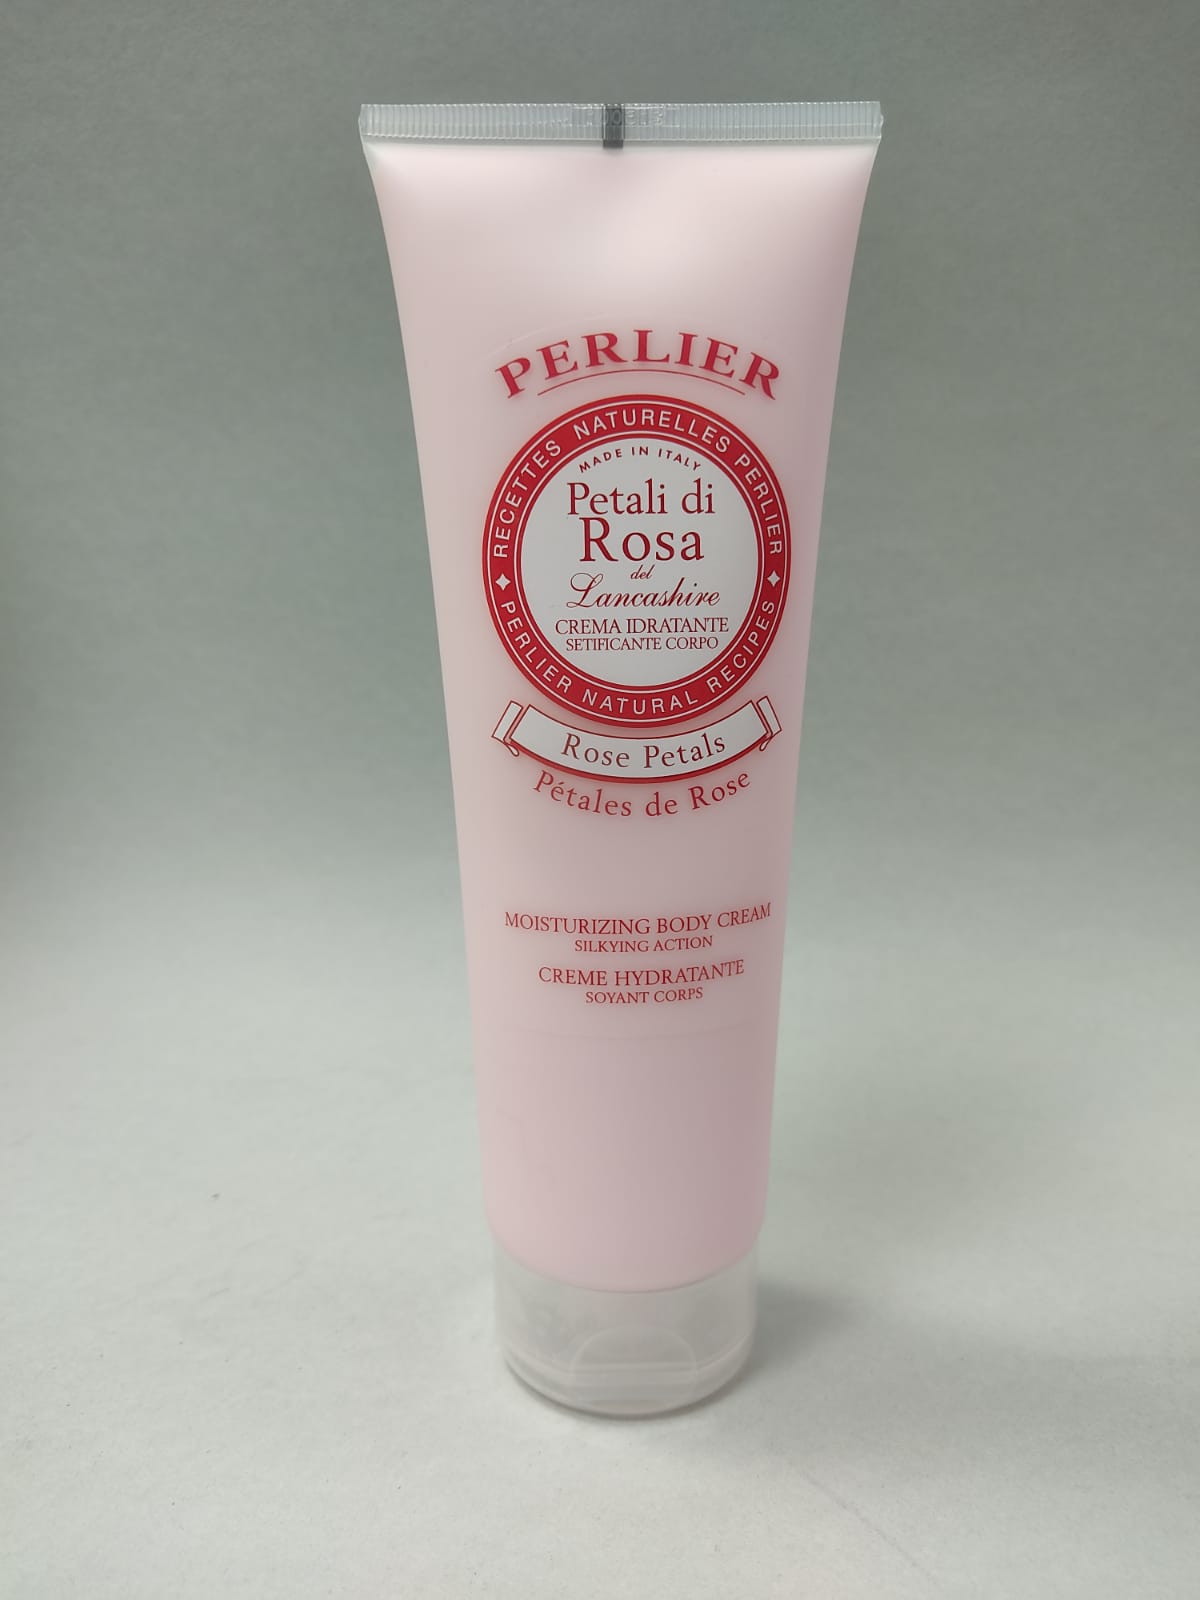 PERLIER
RECETTES NATURELLES PERLIER
MADE IN ITALY
Petali di
Rosa
del
Lancashire
CREMA IDRATANTE
SETIFICANTE CORPO
PERLIER NATURAL RECIPES
Rose Petals
Pétales de Rose
MOISTURIZING BODY CREAM
SILKYING ACTION
CREME HYDRATANTE
SOYANT CORPS